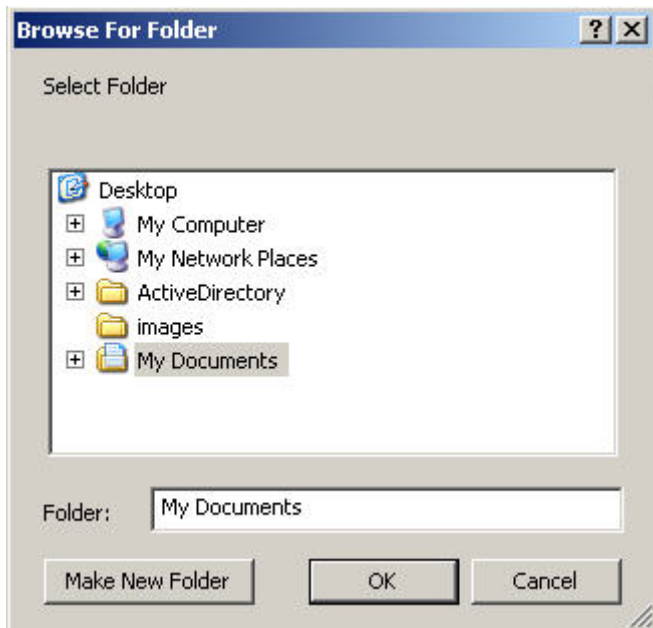 Browse For Folder
Select Folder
Desktop
My Computer
My Network Places
ActiveDirectory
images
My Documents
Folder: My Documents
Make New Folder OK Cancel